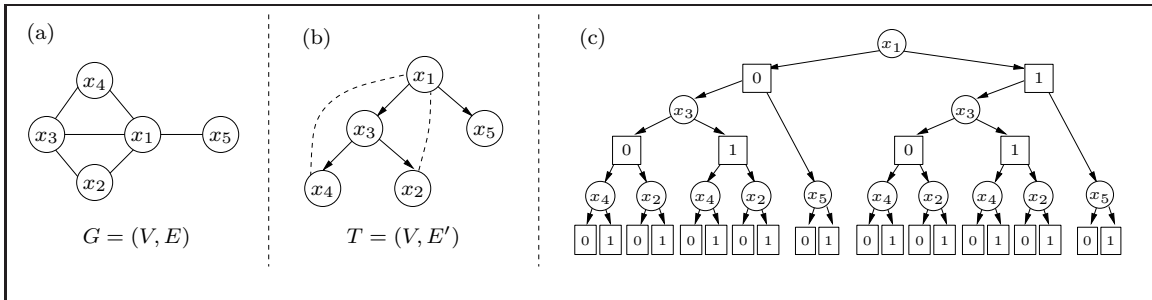 (a)
x4
x3 x1 x5
x2
G = (V, E)
(b)
x1
x3 x5
x4 x2
T = (V, E′)
(c)
x1
0 1
x3 x3
0 1 0 1
x4 x2 x4 x2 x5 x4 x2 x4 x2 x5
0 1 0 1 0 1 0 1 0 1 0 1 0 1 0 1 0 1 0 1